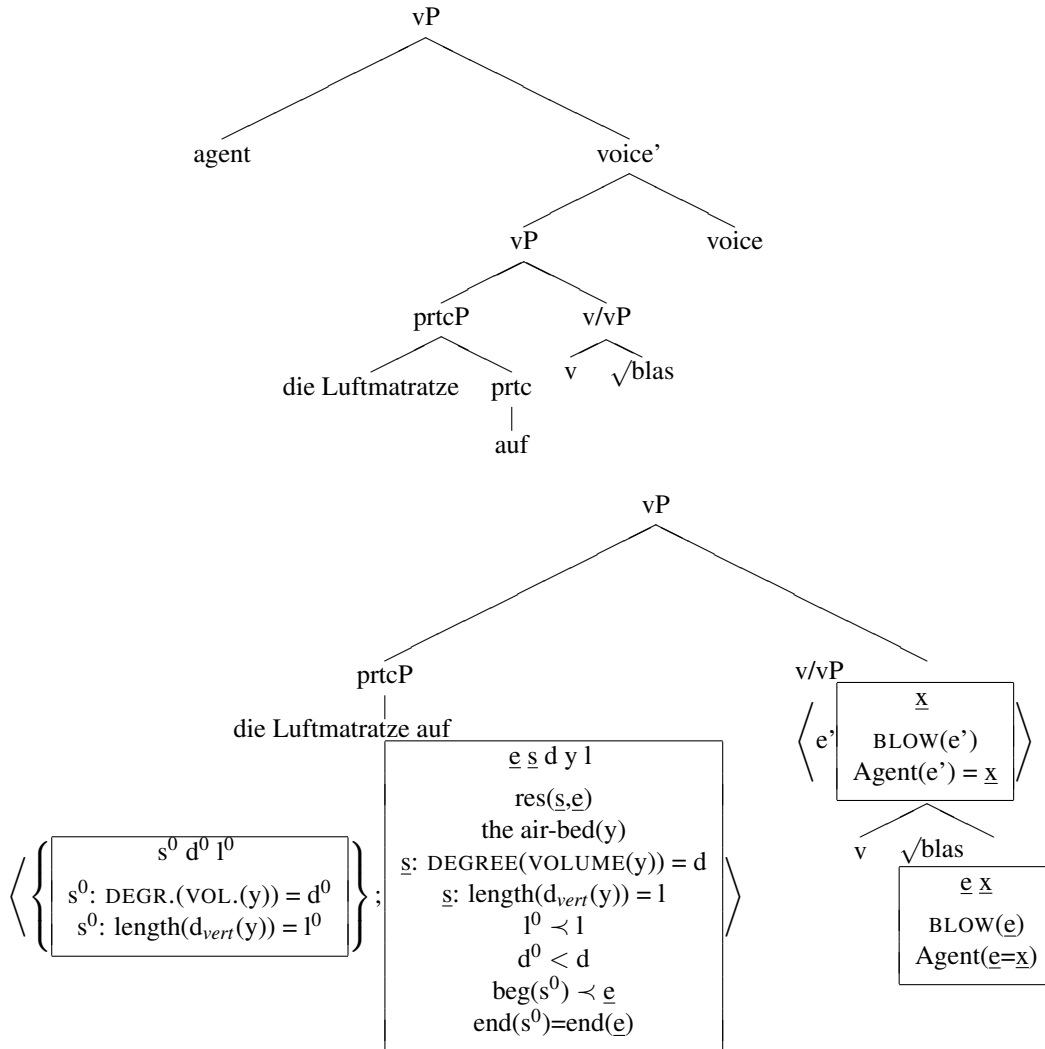 vP
agent voice’
vP voice
prtcP v/vP
die Luftmatratze prtc v √blas
auf
vP
prtcP v/vP
die Luftmatratze auf
⟨ e’ x ⟩
BLOW(e’)
Agent(e’) = x
v √blas
e x
BLOW(e)
Agent(e=x)
⟨ { s⁰ d⁰ l⁰
s⁰: DEGR.(VOL.(y)) = d⁰
s⁰: length(d_vert(y)) = l⁰ } ;
e s d y l
res(s,e)
the air-bed(y)
s: DEGREE(VOLUME(y)) = d
s: length(d_vert(y)) = l
l⁰ ≺ l
d⁰ < d
beg(s⁰) ≺ e
end(s⁰)=end(e) ⟩